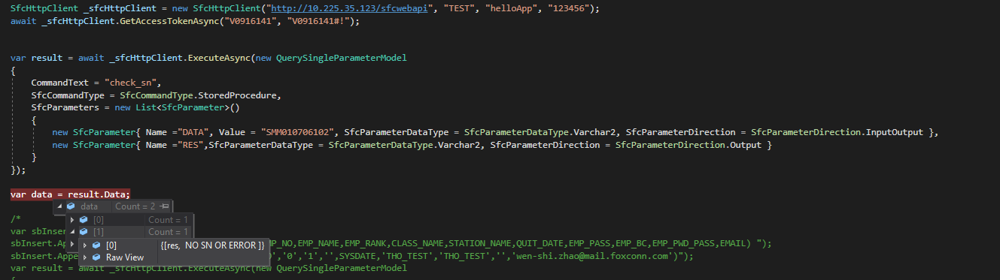 SfcHttpClient _sfcHttpClient = new SfcHttpClient("http://10.225.35.123/sfcwebapi", "TEST", "helloApp", "123456");
await _sfcHttpClient.GetAccessTokenAsync("V0916141", "V0916141#!");
var result = await _sfcHttpClient.ExecuteAsync(new QuerySingleParameterModel
{
CommandText = "check_sn",
SfcCommandType = SfcCommandType.StoredProcedure,
SfcParameters = new List<SfcParameter>()
{
new SfcParameter{ Name ="DATA", Value = "SMM010706102", SfcParameterDataType = SfcParameterDataType.Varchar2, SfcParameterDirection = SfcParameterDirection.InputOutput },
new SfcParameter{ Name ="RES",SfcParameterDataType = SfcParameterDataType.Varchar2, SfcParameterDirection = SfcParameterDirection.Output }
}
});
var data = result.Data;
data Count = 2
/* [0] Count = 1
var sbInser [1] Count = 1
sbInsert.Ap [0] {[res, NO SN OR ERROR ]} MP_NO,EMP_NAME,EMP_RANK,CLASS_NAME,STATION_NAME,QUIT_DATE,EMP_PASS,EMP_BC,EMP_PWD_PASS,EMAIL) ");
sbInsert.Appe Raw View ','0','1','',SYSDATE,'THO_TEST','THO_TEST','','wen-shi.zhao@mail.foxconn.com')");
var result = await _sfcHttpClient.ExecuteAsync(new QuerySingleParameterModel